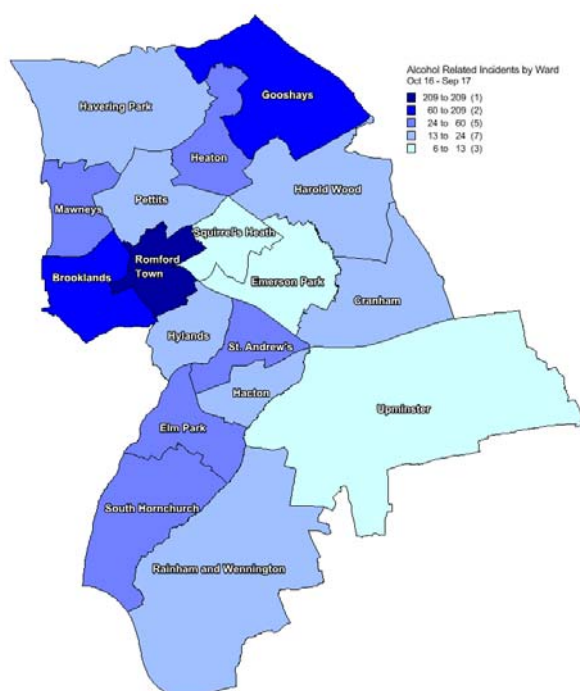 Alcohol Related Incidents by Ward
Oct 16 - Sep 17
209 to 209 (1)
60 to 209 (2)
24 to 60 (5)
13 to 24 (7)
6 to 13 (3)
Gooshays
Havering Park
Heaton
Harold Wood
Pettits
Mawneys
Squirrel's Heath
Romford
Town
Brooklands
Emerson Park
Cranham
Hylands
St. Andrew's
Hacton
Upminster
Elm Park
South Hornchurch
Rainham and Wennington